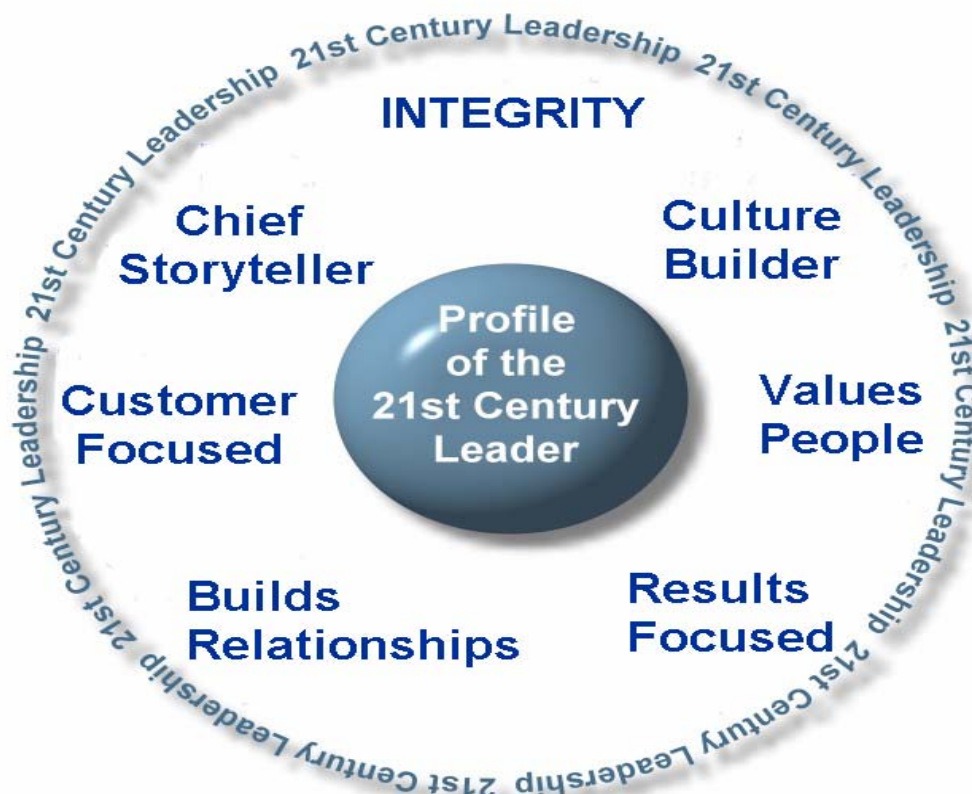 21st Century Leadership 21st Century Leadership 21st Century Leadership 21st Century Leadership 21st Century Leadership 21st Century Leadership 21st Century Leadership
INTEGRITY
Chief
Storyteller
Culture
Builder
Profile
of the
21st Century
Leader
Customer
Focused
Values
People
Builds
Relationships
Results
Focused